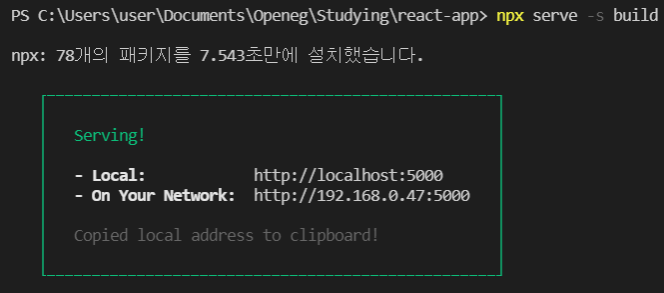 PS C:\Users\user\Documents\Openeg\Studying\react-app> npx serve -s build
npx: 78개의 패키지를 7.543초만에 설치했습니다.
Serving!
- Local: http://localhost:5000
- On Your Network: http://192.168.0.47:5000
Copied local address to clipboard!